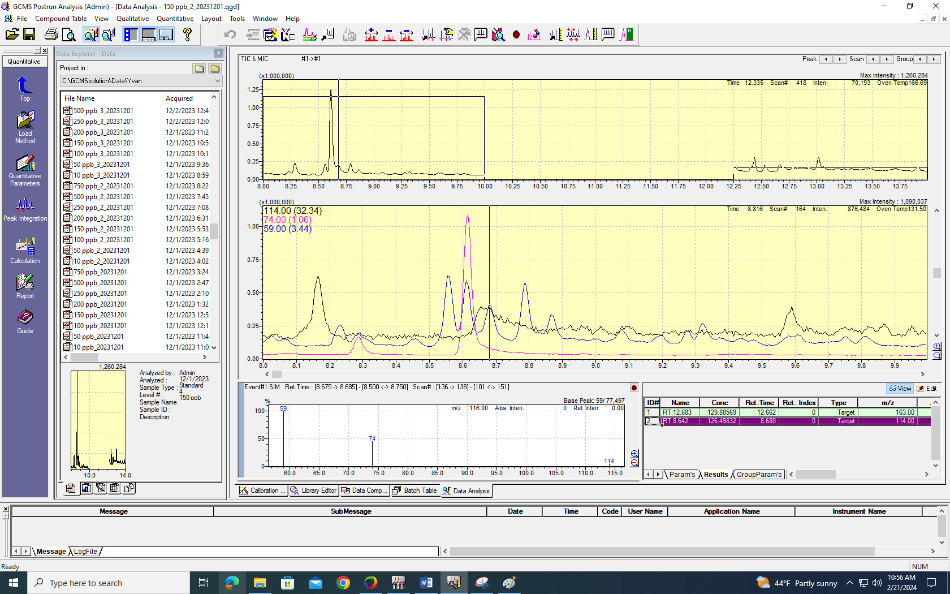 GCMS Postrun Analysis (Admin) - [Data Analysis - 150 ppb_2_20231201.qgd]
File Compound Table View Qualitative Quantitative Layout Tools Window Help
Quantitative
Top
Load Method
Quantitative Parameters
Peak Integration
Calculation
Report
Guide
Data Explorer - Data
Project in :
File Name Acquired
500 ppb_3_20231201 12/2/2023 12:4
250 ppb_3_20231201 12/2/2023 12:0
200 ppb_3_20231201 12/1/2023 11:2
150 ppb_3_20231201 12/1/2023 10:5
100 ppb_3_20231201 12/1/2023 10:1
50 ppb_3_20231201 12/1/2023 9:36
10 ppb_3_20231201 12/1/2023 8:59
750 ppb_2_20231201 12/1/2023 8:22
500 ppb_2_20231201 12/1/2023 7:45
250 ppb_2_20231201 12/1/2023 7:08
200 ppb_2_20231201 12/1/2023 6:31
150 ppb_2_20231201 12/1/2023 5:53
100 ppb_2_20231201 12/1/2023 5:16
50 ppb_2_20231201 12/1/2023 4:39
10 ppb_2_20231201 12/1/2023 4:02
750 ppb_20231201 12/1/2023 3:24
500 ppb_20231201 12/1/2023 2:47
250 ppb_20231201 12/1/2023 2:10
200 ppb_20231201 12/1/2023 1:32
150 ppb_20231201 12/1/2023 12:5
100 ppb_20231201 12/1/2023 12:1
50 ppb_20231201 12/1/2023 11:4
10 ppb_20231201 12/1/2023 11:0
1,260,284
10.0 14.0
Analyzed by : Admin
Analyzed : 12/1/2023
Sample Type : Standard
Level # : 4
Sample Name 150 ppb
Sample ID :
Description :
TIC & MIC #1->#1 Peak Scan Group
(x1,000,000) Max Intensity : 1,260,284
Time 12.335 Scan# 418 Inten. 70,193 Oven Temp 166.69
1.25
1.00
0.75
0.50
0.25
0.00
8.00 8.25 8.50 8.75 9.00 9.25 9.50 9.75 10.00 10.25 10.50 10.75 11.00 11.25 11.50 11.75 12.00 12.25 12.50 12.75 13.00 13.25 13.50 13.75
(x1,000,000) Max Intensity : 1,090,037
Time 8.816 Scan# 164 Inten. 876,484 Oven Temp 131.50
114.00 (32.34)
74.00 (1.00)
59.00 (3.44)
1.00
0.75
0.50
0.25
0.00
8.0 8.1 8.2 8.3 8.4 8.5 8.6 8.7 8.8 8.9 9.0 9.1 9.2 9.3 9.4 9.5 9.6 9.7 9.8 9.9
Event#1:SIM Ret.Time : [8.675 -> 8.685] - [8.500 <-> 8.750] Scan# : [136 -> 138] - [101 <-> 151]
% Base Peak: 59/ 77,497
m/z 116.00 Abs. Inten. 0 Rel. Inten. 0.00
100
50
0
59
74
114
60.0 65.0 70.0 75.0 80.0 85.0 90.0 95.0 100.0 105.0 110.0 115.0
View Edit
ID# Name Conc Ret. Time Ret. Index Type m/z
1 RT:12.683 129.88569 12.662 0 Target 163.00
2 RT:8.642 126.49832 8.680 0 Target 114.00
Param's Results GroupParam's
Calibration ... Library Editor Data Comp... Batch Table Data Analysis
Message SubMessage Date Time Code User Name Application Name Instrument Name
Message LogFile
Ready NUM
Type here to search
44°F Partly sunny
10:56 AM
2/21/2024